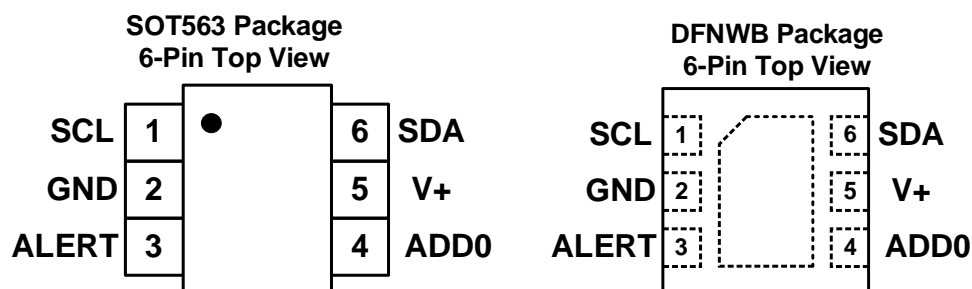 SOT563 Package
6-Pin Top View
SCL 1 6 SDA
GND 2 5 V+
ALERT 3 4 ADD0
DFNWB Package
6-Pin Top View
SCL 1 6 SDA
GND 2 5 V+
ALERT 3 4 ADD0